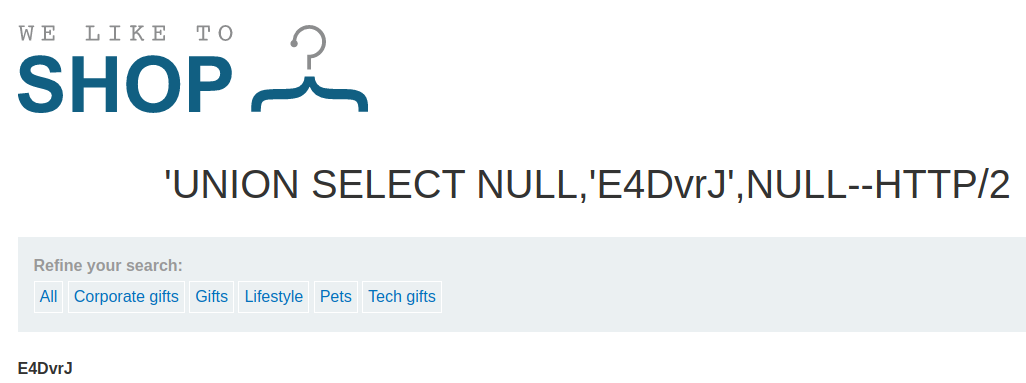 WE LIKE TO
SHOP
'UNION SELECT NULL,'E4DvrJ',NULL--HTTP/2
Refine your search:
All Corporate gifts Gifts Lifestyle Pets Tech gifts
E4DvrJ